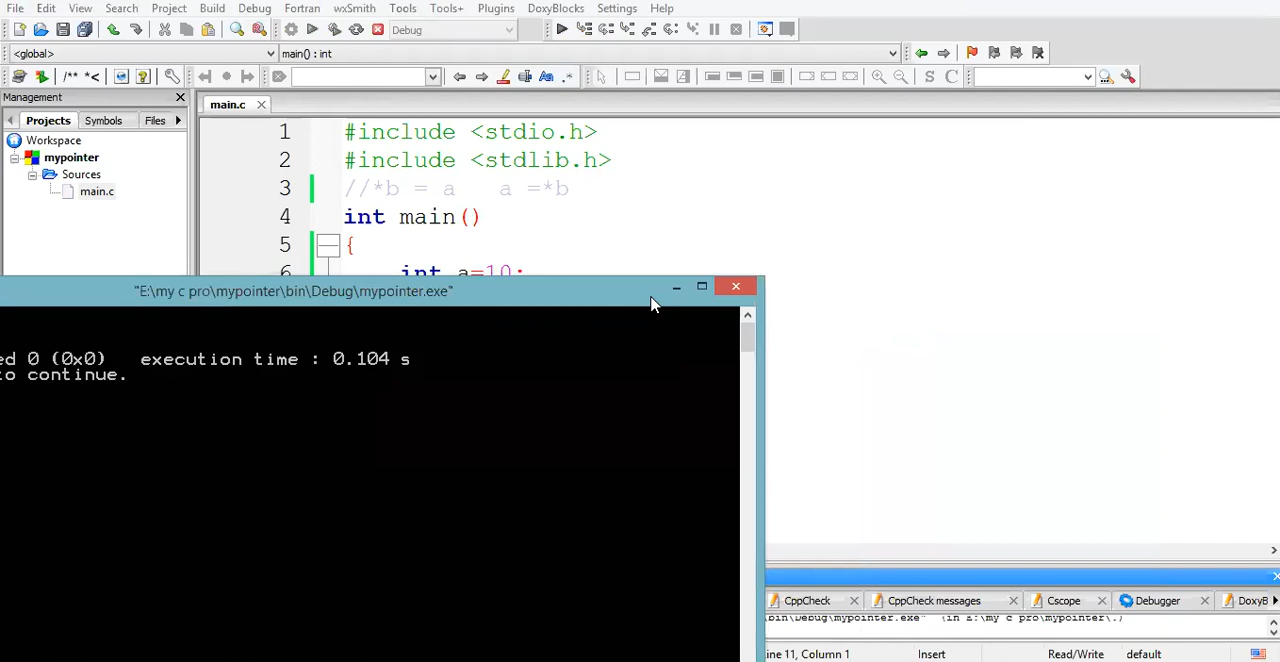 File Edit View Search Project Build Debug Fortran wxSmith Tools Tools+ Plugins DoxyBlocks Settings Help
Debug
<global> main() : int
/** *< Aa .* S C
Management
Projects Symbols Files
main.c
Workspace
mypointer
Sources
main.c
1 #include <stdio.h>
2 #include <stdlib.h>
3 //*b = a a =*b
4 int main()
5 {
6 int a=10;
"E:\my c pro\mypointer\bin\Debug\mypointer.exe"
ed 0 (0x0) execution time : 0.104 s
to continue.
CppCheck CppCheck messages Cscope Debugger DoxyB
bin\Debug\mypointer.exe" (in E:\my c pro\mypointer\.)
ine 11, Column 1 Insert Read/Write default